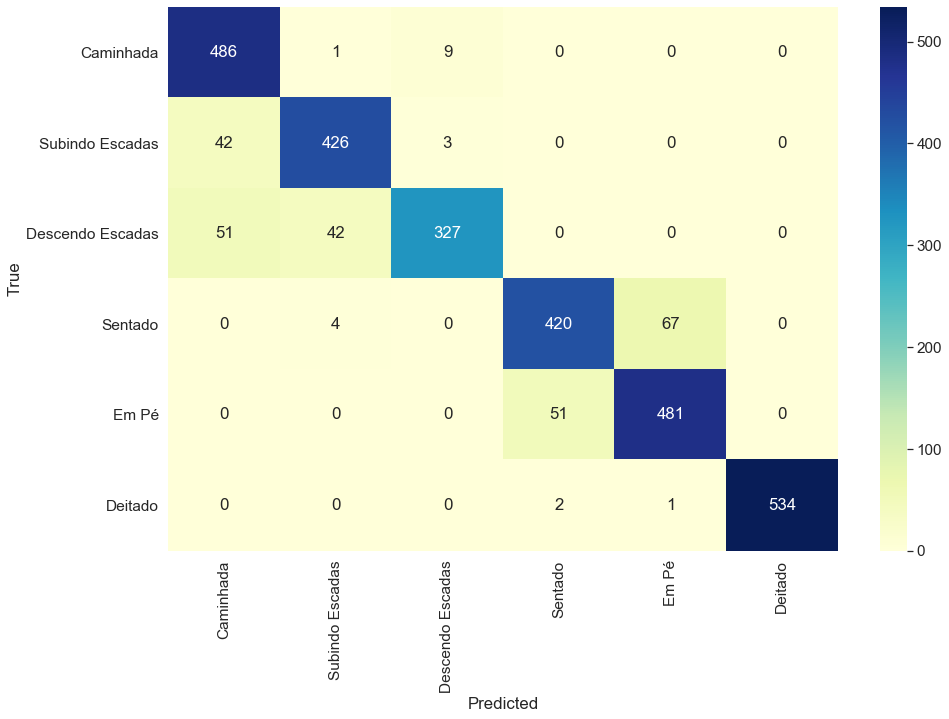 True
Caminhada 486 1 9 0 0 0
Subindo Escadas 42 426 3 0 0 0
Descendo Escadas 51 42 327 0 0 0
Sentado 0 4 0 420 67 0
Em Pé 0 0 0 51 481 0
Deitado 0 0 0 2 1 534
Caminhada
Subindo Escadas
Descendo Escadas
Sentado
Em Pé
Deitado
Predicted
500
400
300
200
100
0